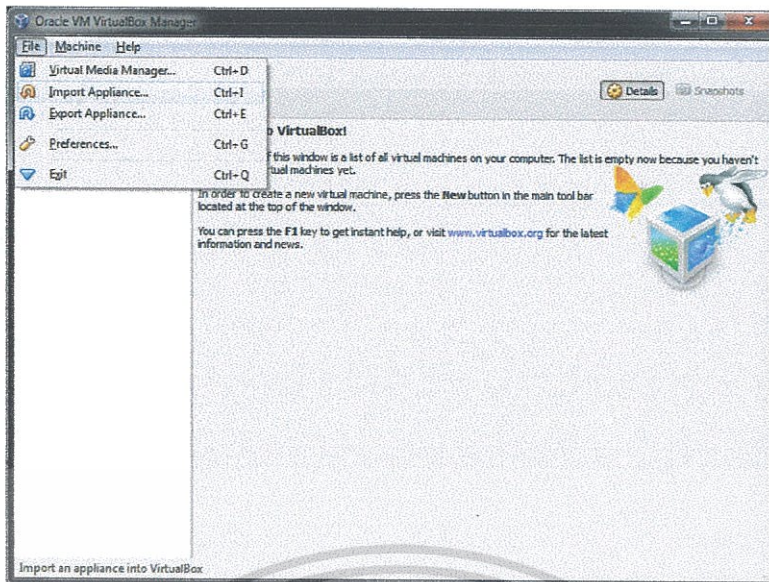 Oracle VM VirtualBox Manager
File Machine Help
Virtual Media Manager... Ctrl+D
Import Appliance... Ctrl+I
Export Appliance... Ctrl+E
Preferences... Ctrl+G
Exit Ctrl+Q
Details Snapshots
o VirtualBox!
f this window is a list of all virtual machines on your computer. The list is empty now because you haven't
tual machines yet.
In order to create a new virtual machine, press the New button in the main tool bar
located at the top of the window.
You can press the F1 key to get instant help, or visit www.virtualbox.org for the latest
information and news.
Import an appliance into VirtualBox